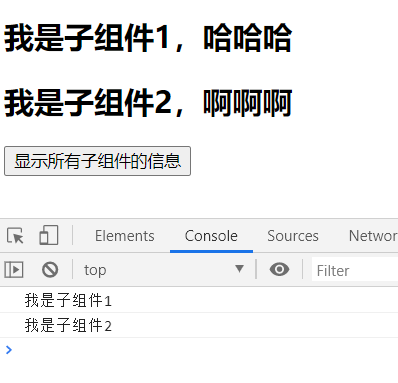 我是子组件1，哈哈哈
我是子组件2，啊啊啊
显示所有子组件的信息
Elements Console Sources Networ
top Filter
我是子组件1
我是子组件2